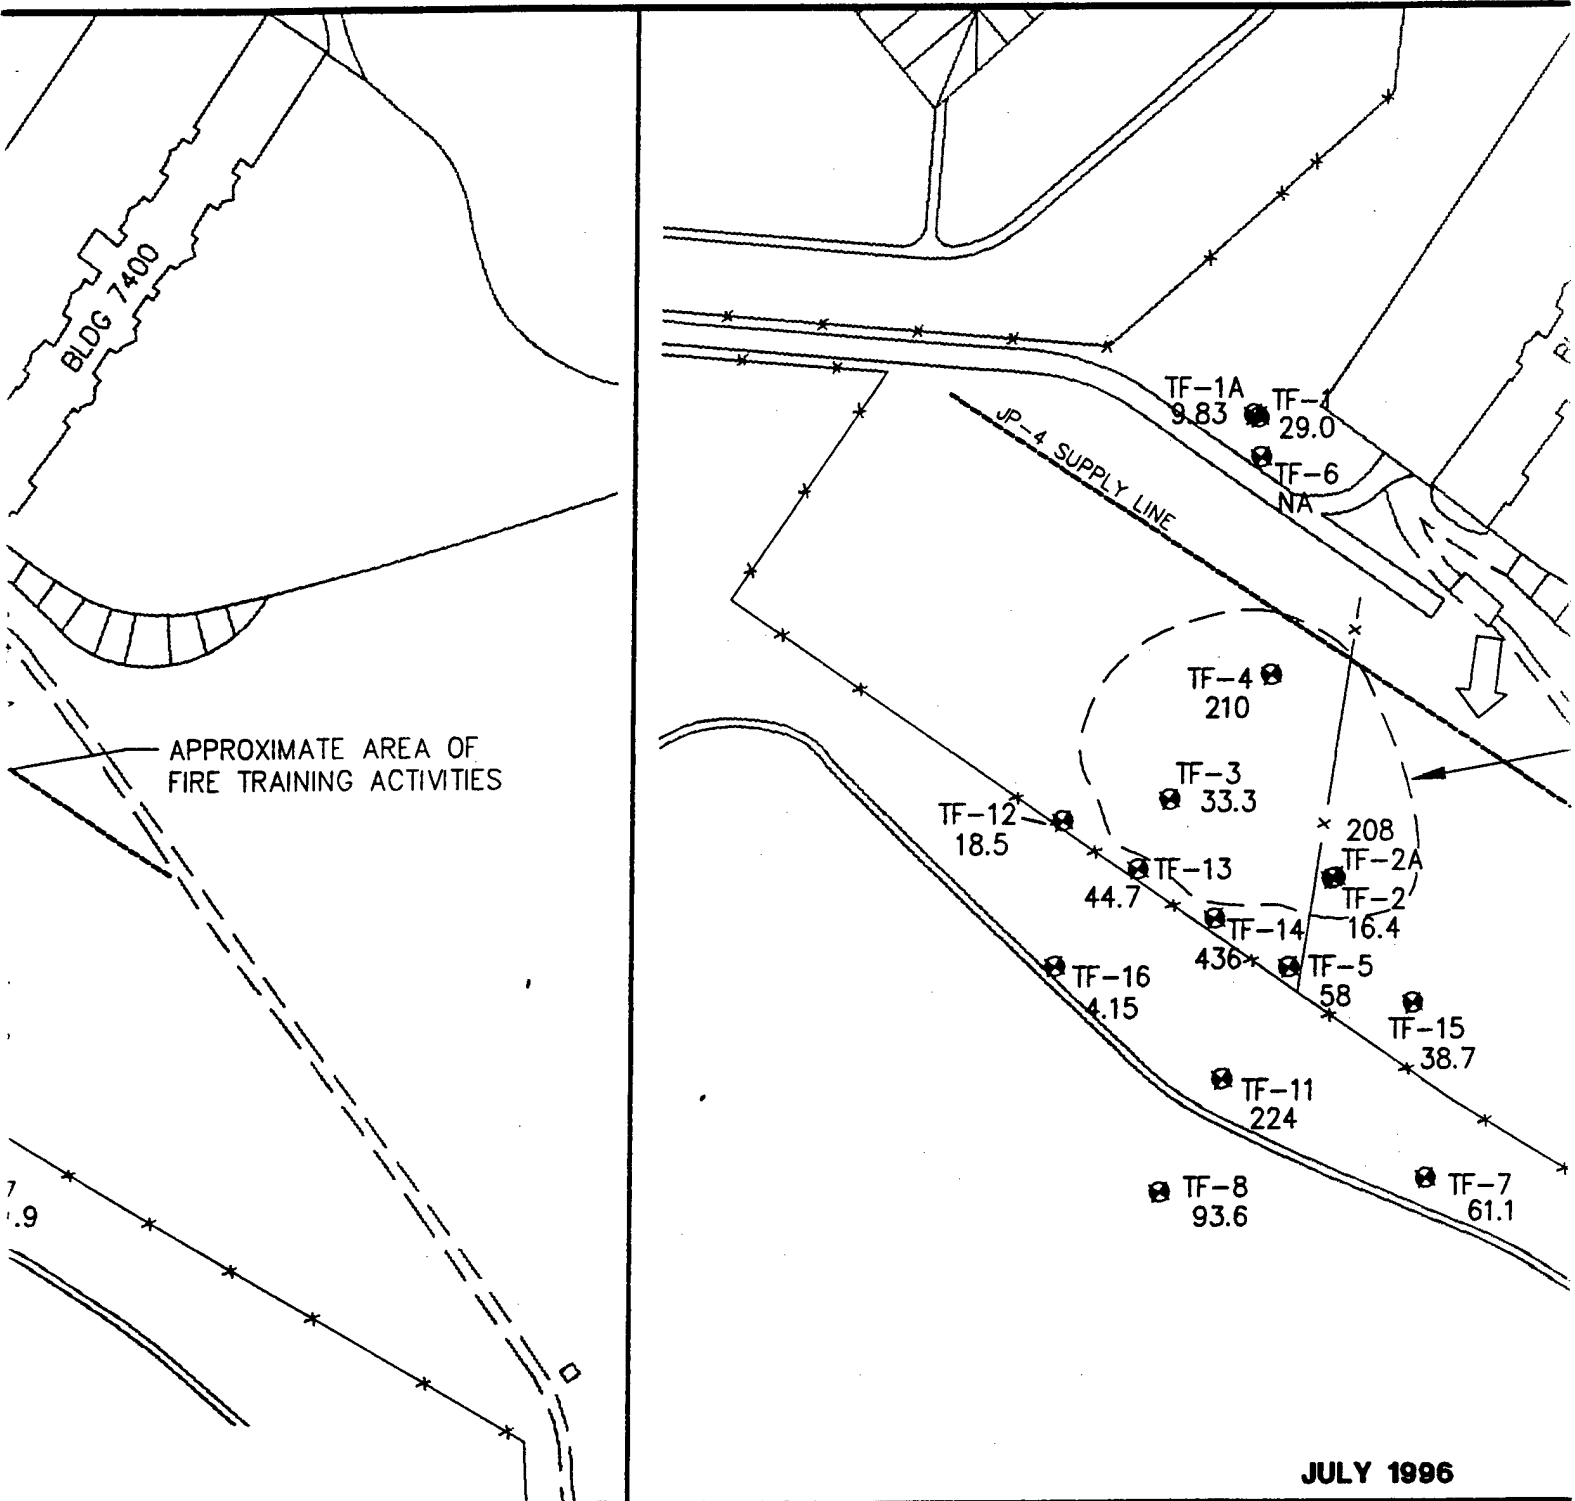 BLDG 7400
APPROXIMATE AREA OF
FIRE TRAINING ACTIVITIES
7
.9
JP-4 SUPPLY LINE
TF-1A
9.83
TF-1
29.0
TF-6
NA
TF-4
210
TF-3
33.3
TF-12
18.5
208
TF-2A
TF-2
16.4
TF-13
44.7
TF-14
436
TF-5
58
TF-16
4.15
TF-15
38.7
TF-11
224
TF-8
93.6
TF-7
61.1
JULY 1996